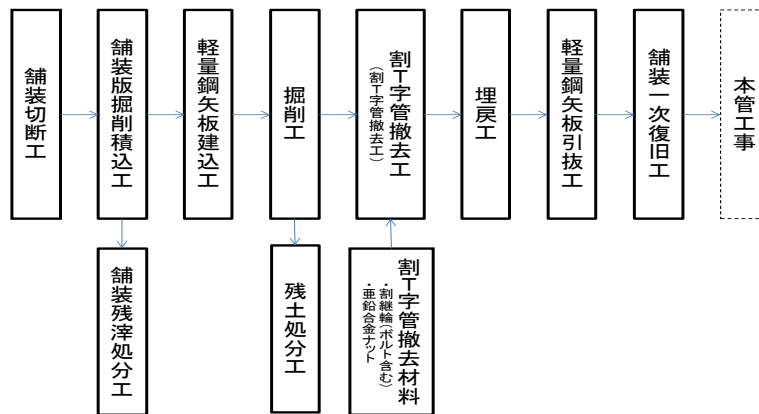 舗装切断工
舗装版掘削積込工
軽量鋼矢板建込工
掘削工
割T字管撤去工
（割T字管撤去工）
埋戻工
軽量鋼矢板引抜工
舗装一次復旧工
本管工事
舗装残滓処分工
残土処分工
割T字管撤去材料
・割継輪（ボルト含む）
・亜鉛合金ナット